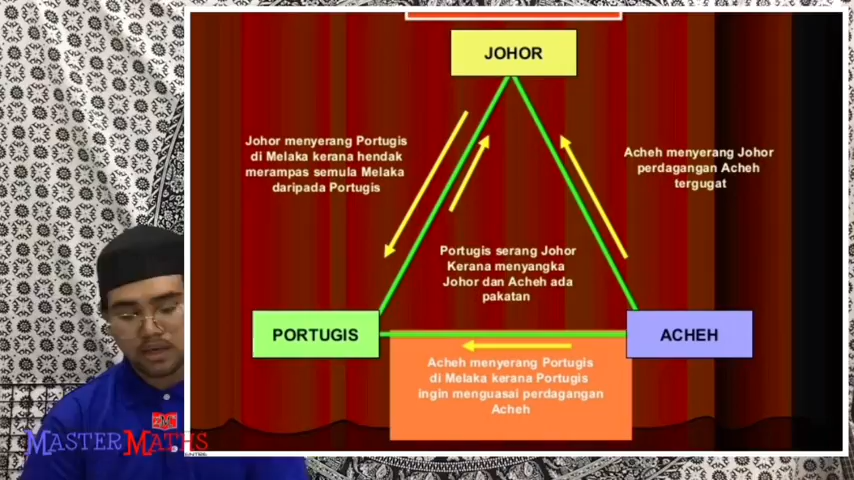 JOHOR
Johor menyerang Portugis
di Melaka kerana hendak
merampas semula Melaka
daripada Portugis
Acheh menyerang Johor
perdagangan Acheh
tergugat
Portugis serang Johor
Kerana menyangka
Johor dan Acheh ada
pakatan
PORTUGIS
ACHEH
Acheh menyerang Portugis
di Melaka kerana Portugis
ingin menguasai perdagangan
Acheh
MASTERMATHS